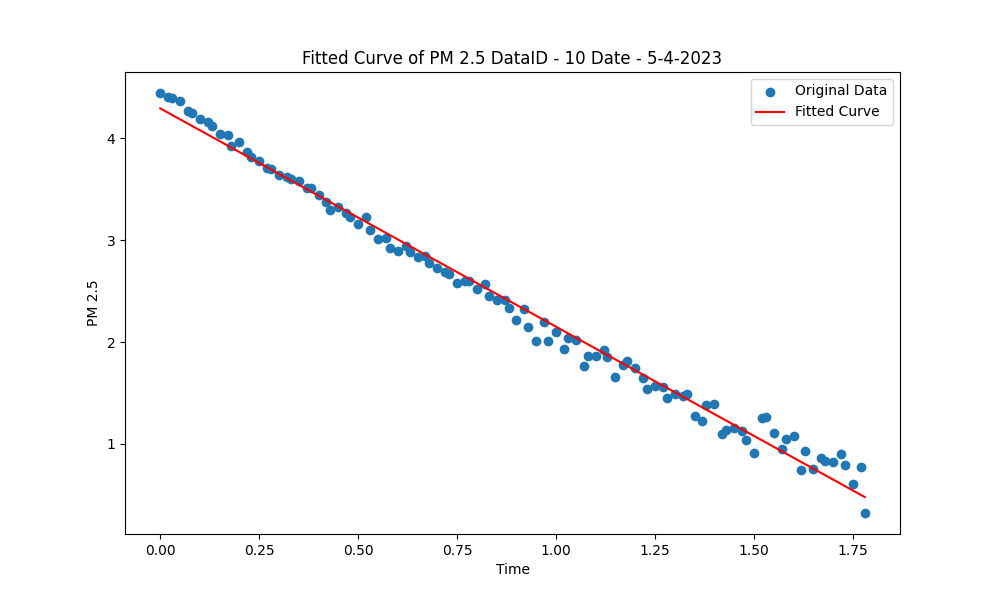 Fitted Curve of PM 2.5 DataID - 10 Date - 5-4-2023
Original Data
Fitted Curve
4
3
2
1
PM 2.5
0.00 0.25 0.50 0.75 1.00 1.25 1.50 1.75
Time